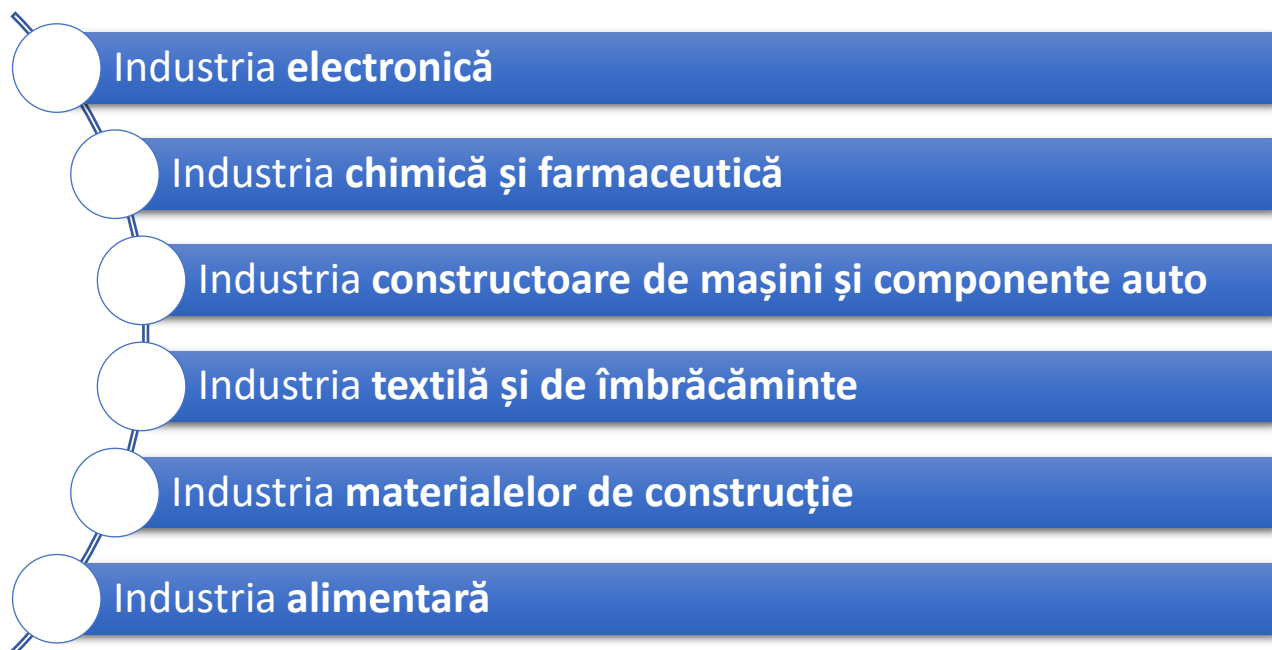 Industria electronică
Industria chimică și farmaceutică
Industria constructoare de mașini și componente auto
Industria textilă și de îmbrăcăminte
Industria materialelor de construcție
Industria alimentară